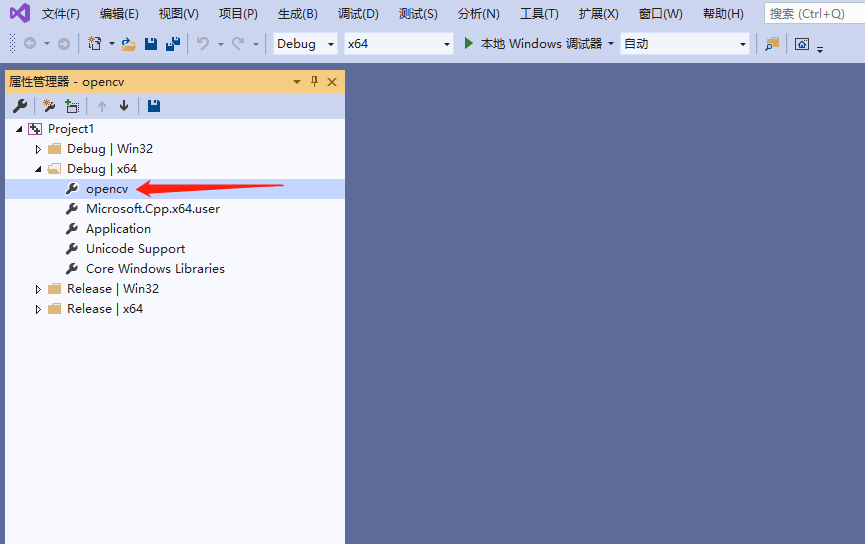 文件(F) 编辑(E) 视图(V) 项目(P) 生成(B) 调试(D) 测试(S) 分析(N) 工具(T) 扩展(X) 窗口(W) 帮助(H) 搜索 (Ctrl+Q)
Debug x64 本地 Windows 调试器 自动
属性管理器 - opencv
Project1
Debug | Win32
Debug | x64
opencv
Microsoft.Cpp.x64.user
Application
Unicode Support
Core Windows Libraries
Release | Win32
Release | x64